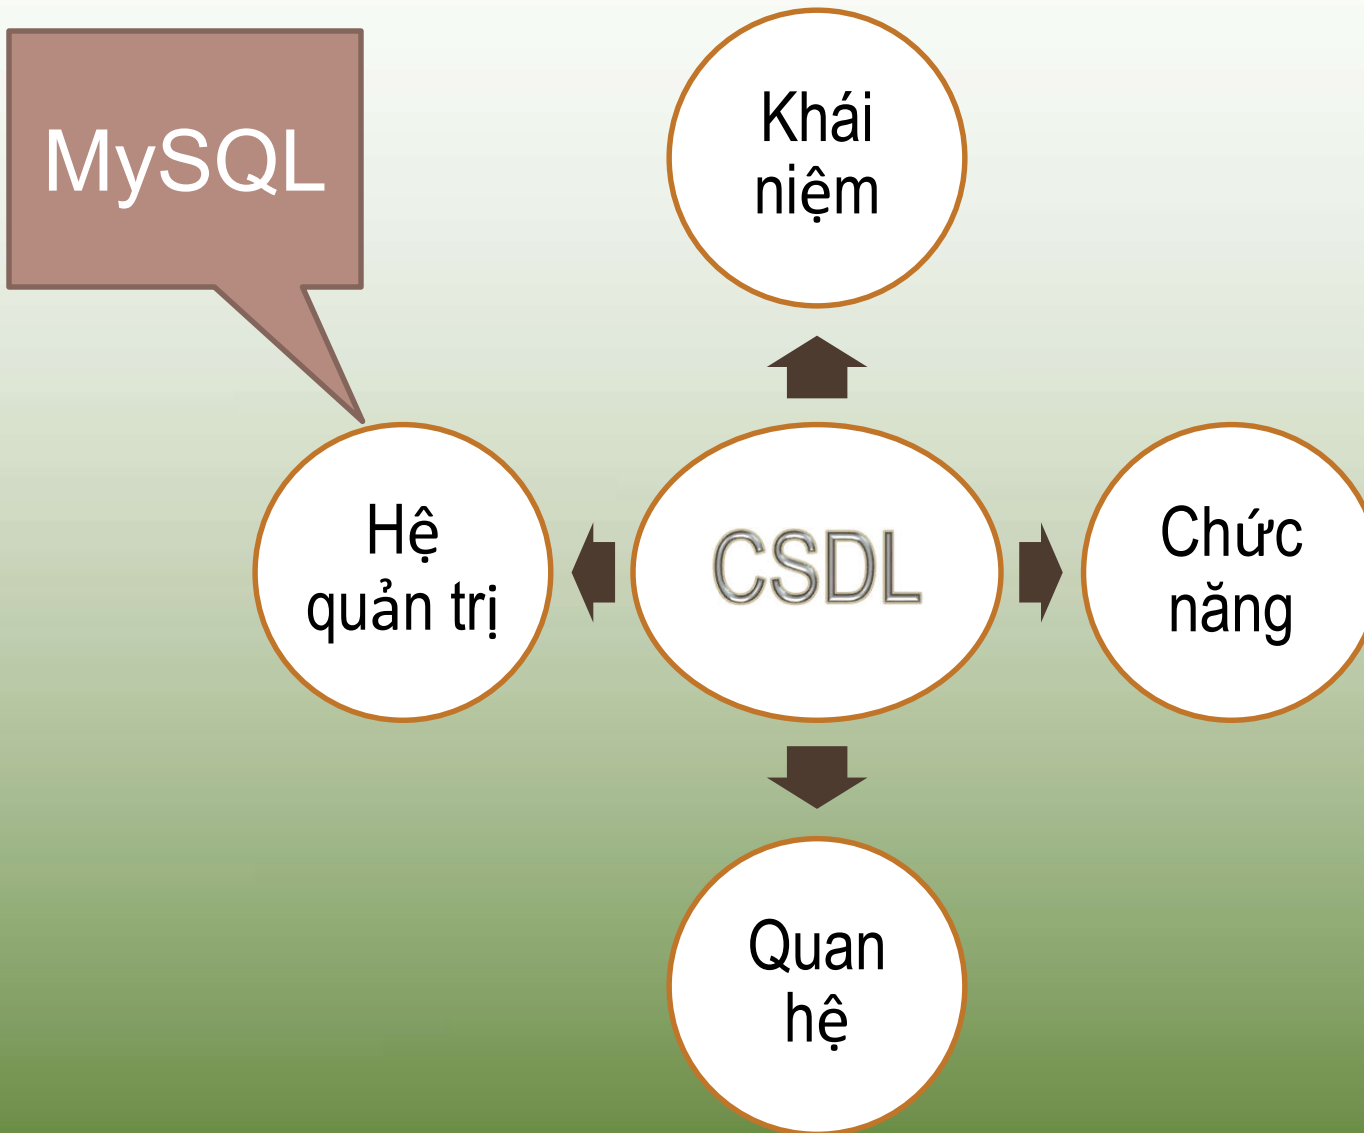 MySQL
Khái
niệm
Hệ
quản trị
CSDL
Chức
năng
Quan
hệ